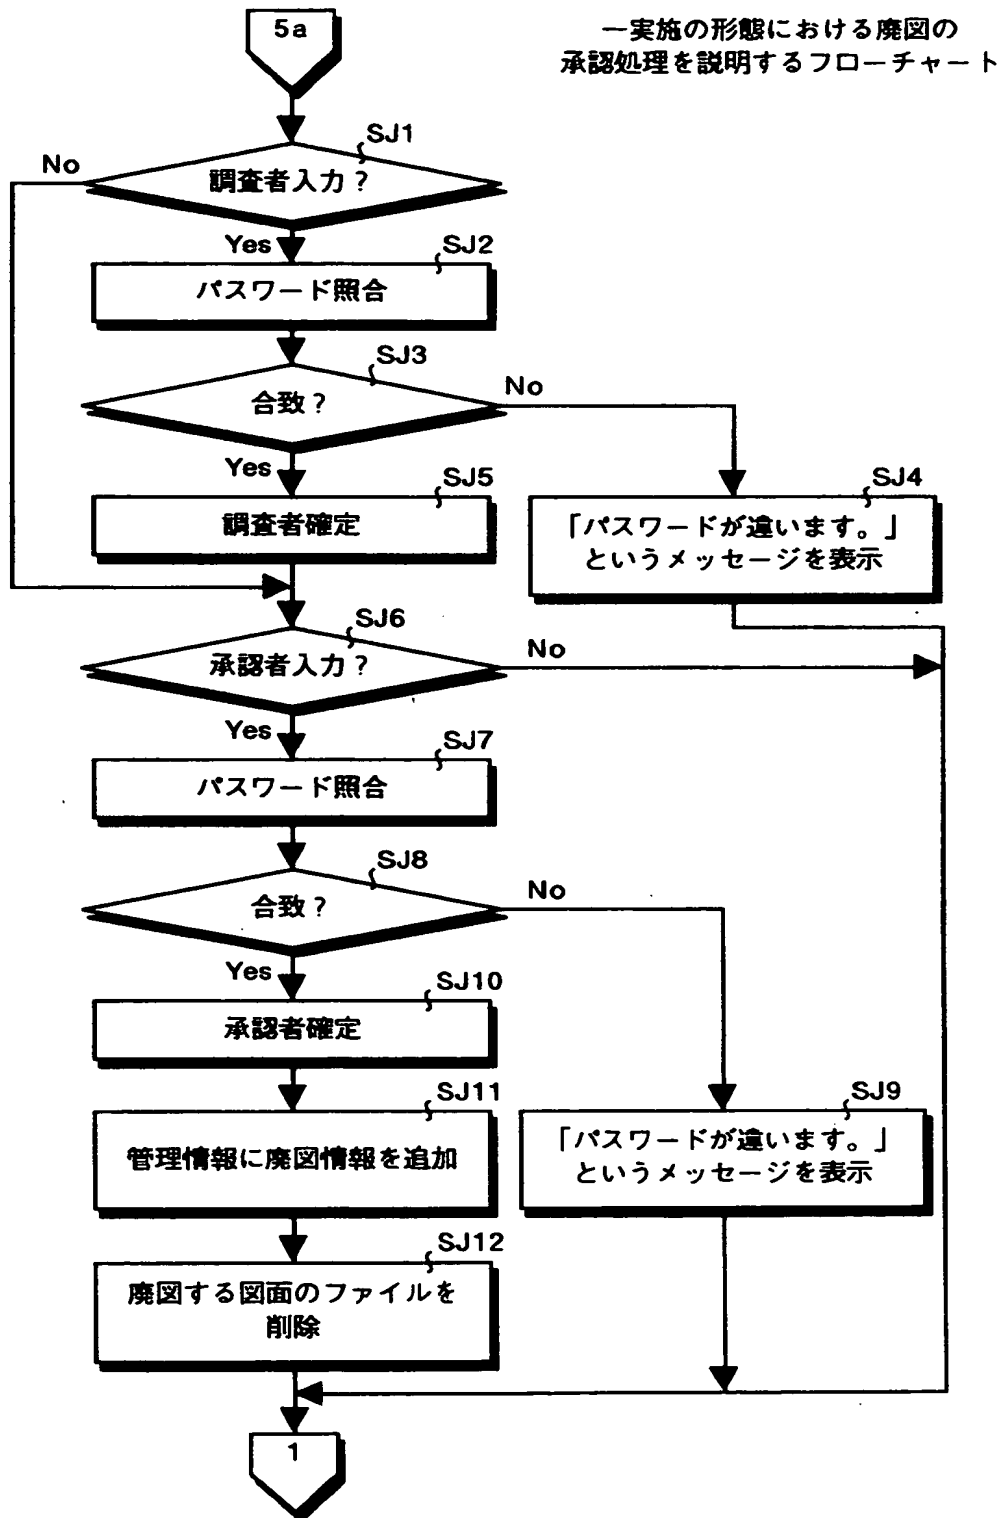 5a
一実施の形態における廃図の
承認処理を説明するフローチャート
SJ1
No
調査者入力？
Yes
SJ2
パスワード照合
SJ3
No
合致？
Yes
SJ5
調査者確定
SJ4
「パスワードが違います。」
というメッセージを表示
SJ6
No
承認者入力？
Yes
SJ7
パスワード照合
SJ8
No
合致？
Yes
SJ10
承認者確定
SJ11
管理情報に廃図情報を追加
SJ9
「パスワードが違います。」
というメッセージを表示
SJ12
廃図する図面のファイルを
削除
1